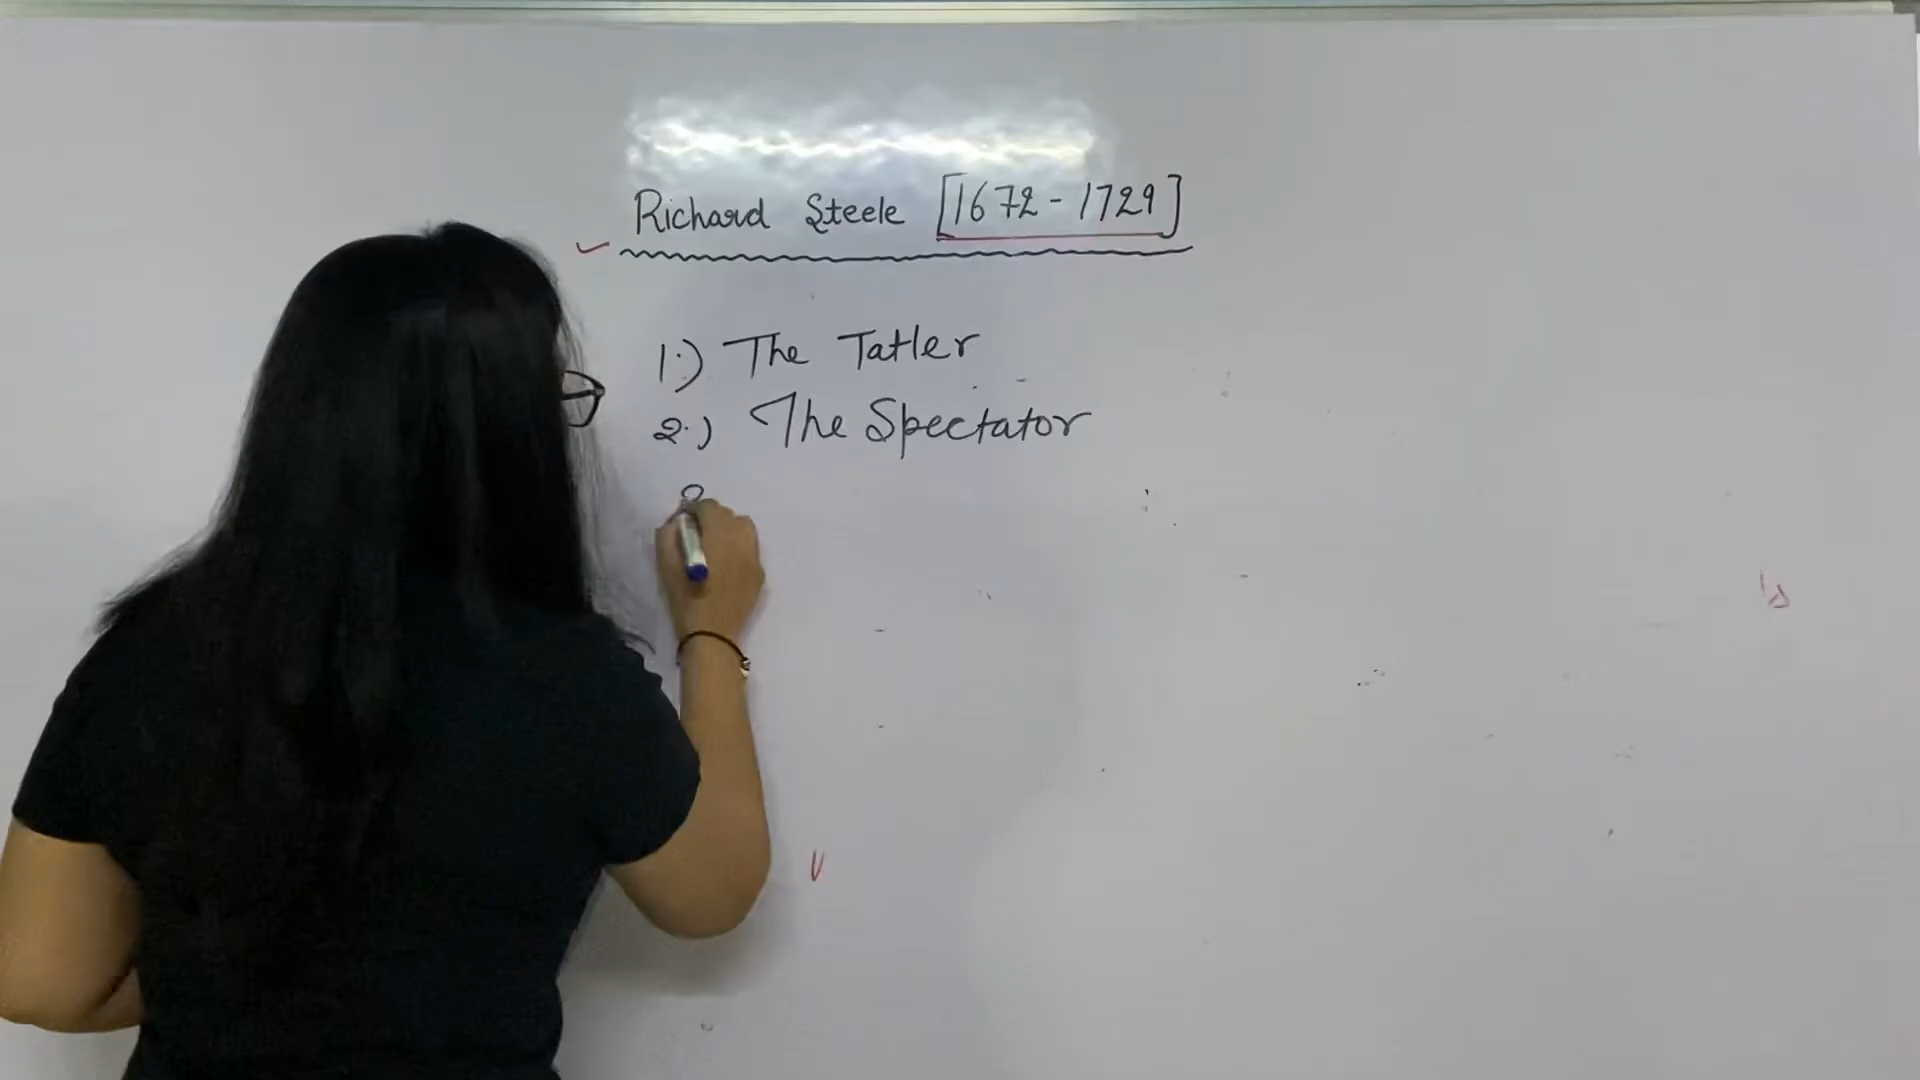 Richard Steele [1672-1729]
1.) The Tatler
2.) The Spectator